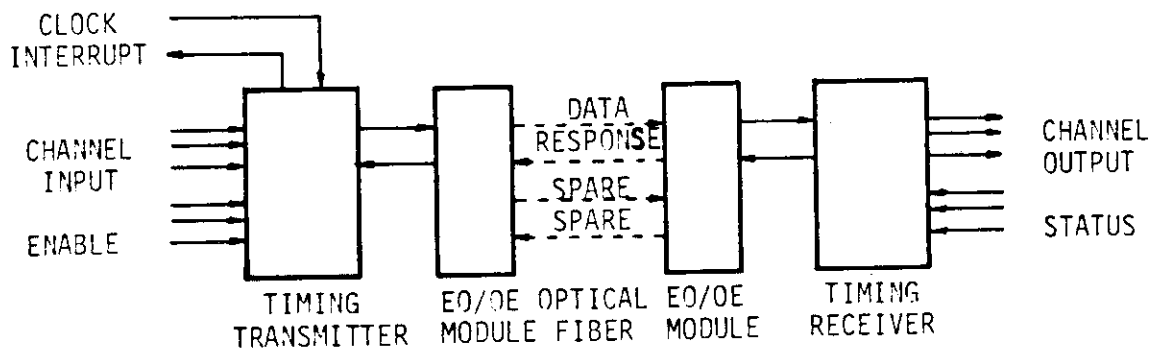 CLOCK
INTERRUPT
CHANNEL
INPUT
ENABLE
DATA
RESPONSE
SPARE
SPARE
CHANNEL
OUTPUT
STATUS
TIMING
TRANSMITTER
EO/OE
MODULE
OPTICAL
FIBER
EO/OE
MODULE
TIMING
RECEIVER